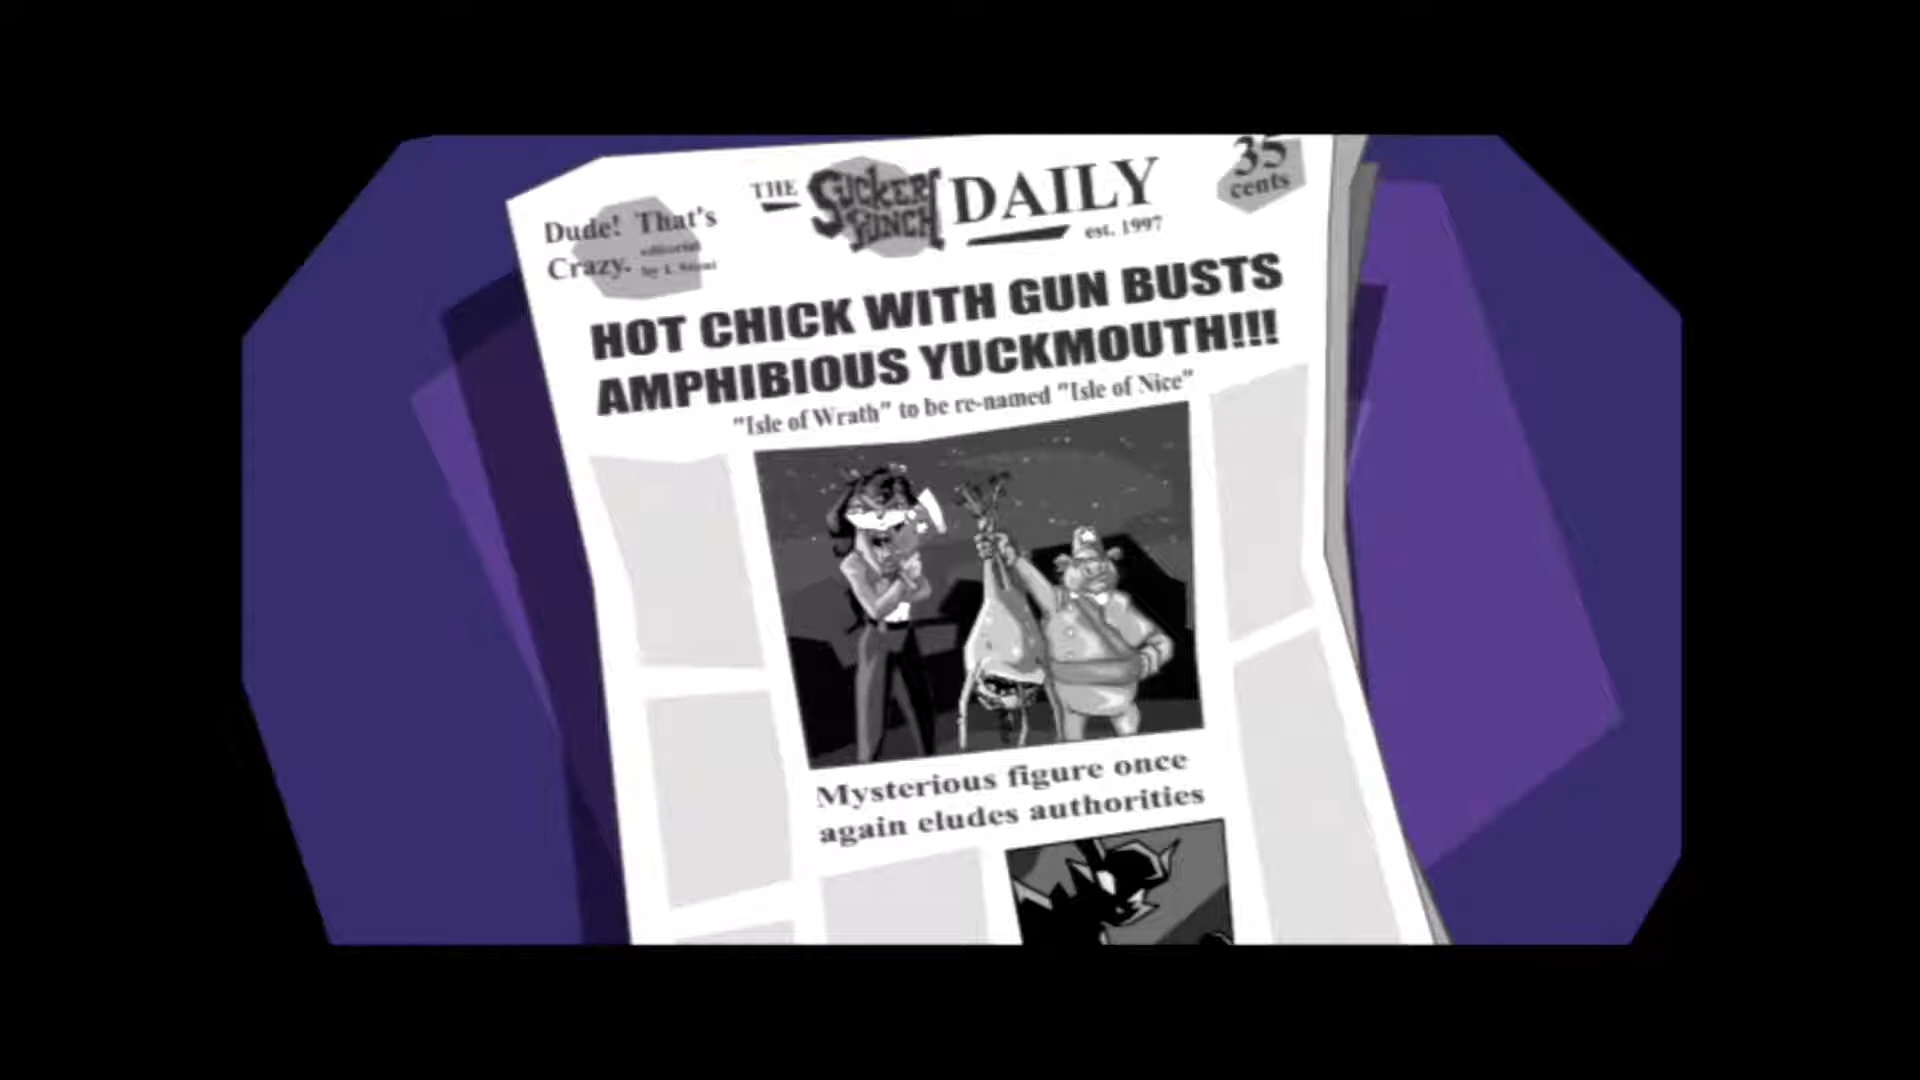 Dude! That's
Crazy.
editorial
THE SUCKER PUNCH DAILY
est. 1997
35
cents
HOT CHICK WITH GUN BUSTS
AMPHIBIOUS YUCKMOUTH!!!
"Isle of Wrath" to be re-named "Isle of Nice"
Mysterious figure once
again eludes authorities